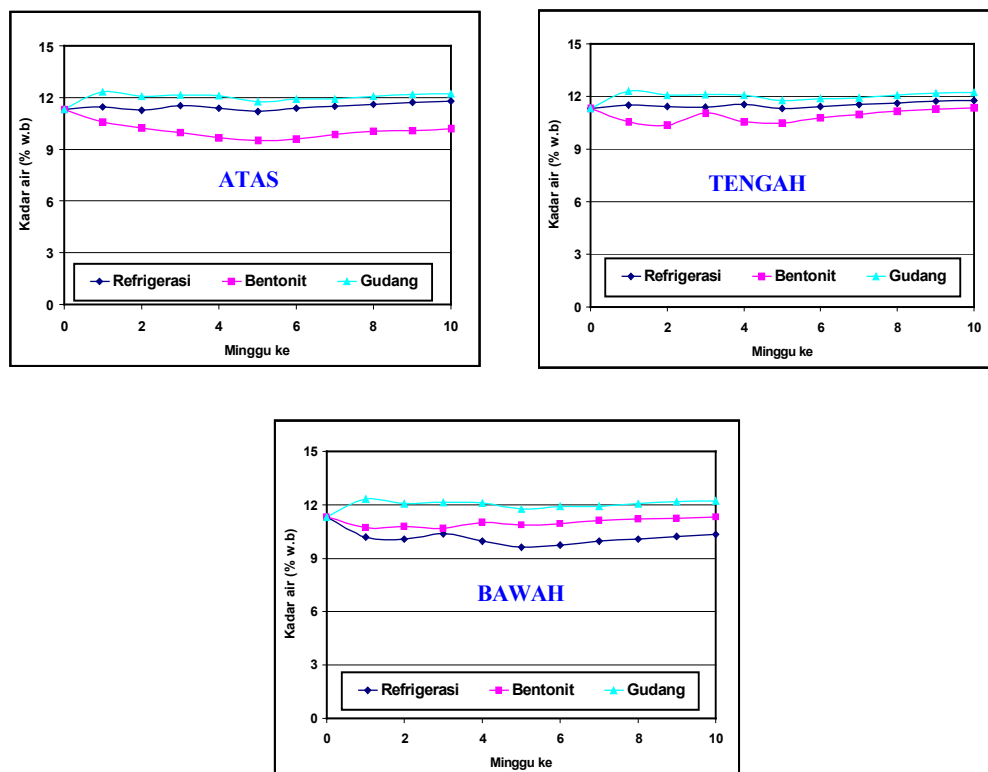 15
12
9
6
3
0
Kadar air (% w.b)
ATAS
Refrigerasi Bentonit Gudang
0 2 4 6 8 10
Minggu ke
15
12
9
6
3
0
Kadar air (% w.b)
TENGAH
Refrigerasi Bentonit Gudang
0 2 4 6 8 10
Minggu ke
15
12
9
6
3
0
Kadar air (% w.b)
BAWAH
Refrigerasi Bentonit Gudang
0 2 4 6 8 10
Minggu ke